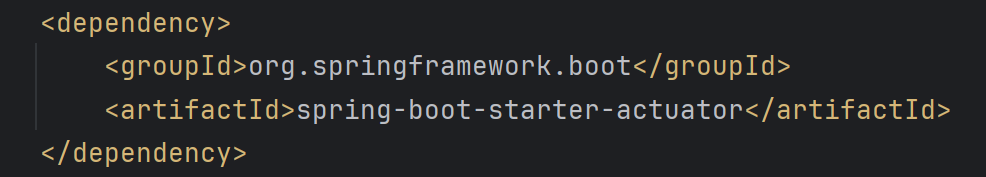 <dependency>
<groupId>org.springframework.boot</groupId>
<artifactId>spring-boot-starter-actuator</artifactId>
</dependency>